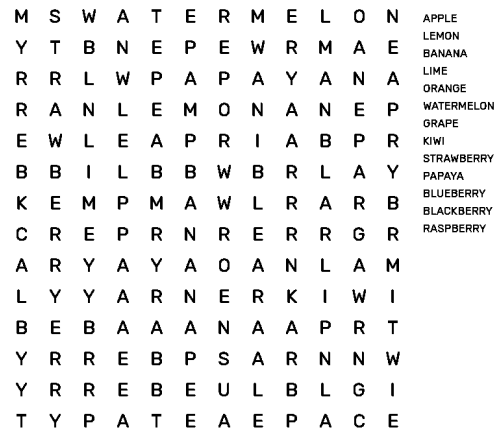 M S W A T E R M E L O N
Y T B N E P E W R M A E
R R L W P A P A Y A N A
R A N L E M O N A N E P
E W L E A P R I A B P R
B B I L B B W B R L A Y
K E M P M A W L R A R B
C R E P R N R E R R G R
A R Y A Y A O A N L A M
L Y Y A R N E R K I W I
B E B A A A N A A P R T
Y R R E B P S A R N N W
Y R R E B E U L B L G I
T Y P A T E A E P A C E
APPLE
LEMON
BANANA
LIME
ORANGE
WATERMELON
GRAPE
KIWI
STRAWBERRY
PAPAYA
BLUEBERRY
BLACKBERRY
RASPBERRY